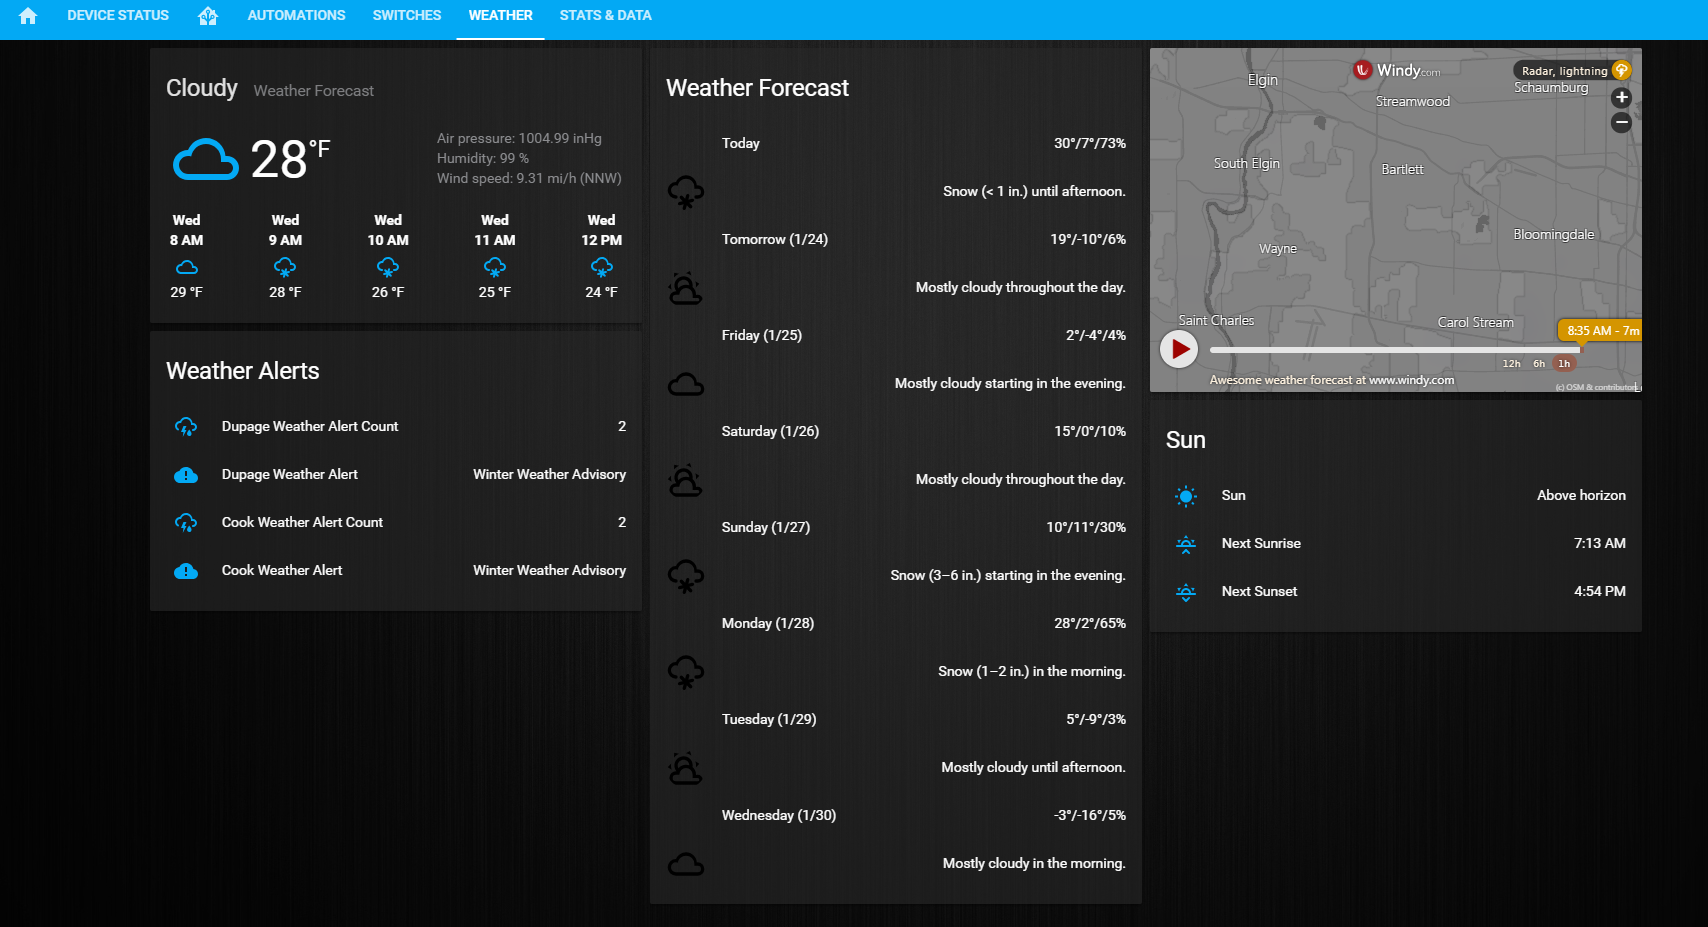 DEVICE STATUS
AUTOMATIONS
SWITCHES
WEATHER
STATS & DATA
Cloudy Weather Forecast
28°F
Air pressure: 1004.99 inHg
Humidity: 99 %
Wind speed: 9.31 mi/h (NNW)
Wed Wed Wed Wed Wed
8 AM 9 AM 10 AM 11 AM 12 PM
29 °F 28 °F 26 °F 25 °F 24 °F
Weather Alerts
Dupage Weather Alert Count 2
Dupage Weather Alert Winter Weather Advisory
Cook Weather Alert Count 2
Cook Weather Alert Winter Weather Advisory
Weather Forecast
Today 30°/7°/73%
Snow (< 1 in.) until afternoon.
Tomorrow (1/24) 19°/-10°/6%
Mostly cloudy throughout the day.
Friday (1/25) 2°/-4°/4%
Mostly cloudy starting in the evening.
Saturday (1/26) 15°/0°/10%
Mostly cloudy throughout the day.
Sunday (1/27) 10°/11°/30%
Snow (3–6 in.) starting in the evening.
Monday (1/28) 28°/2°/65%
Snow (1–2 in.) in the morning.
Tuesday (1/29) 5°/-9°/3%
Mostly cloudy until afternoon.
Wednesday (1/30) -3°/-16°/5%
Mostly cloudy in the morning.
Windy.com
Radar, lightning
Elgin
Schaumburg
Streamwood
South Elgin
Bartlett
Bloomingdale
Wayne
Saint Charles
Carol Stream
8:35 AM - 7m
12h 6h 1h
Awesome weather forecast at www.windy.com
(c) OSM & contributors
Sun
Sun Above horizon
Next Sunrise 7:13 AM
Next Sunset 4:54 PM